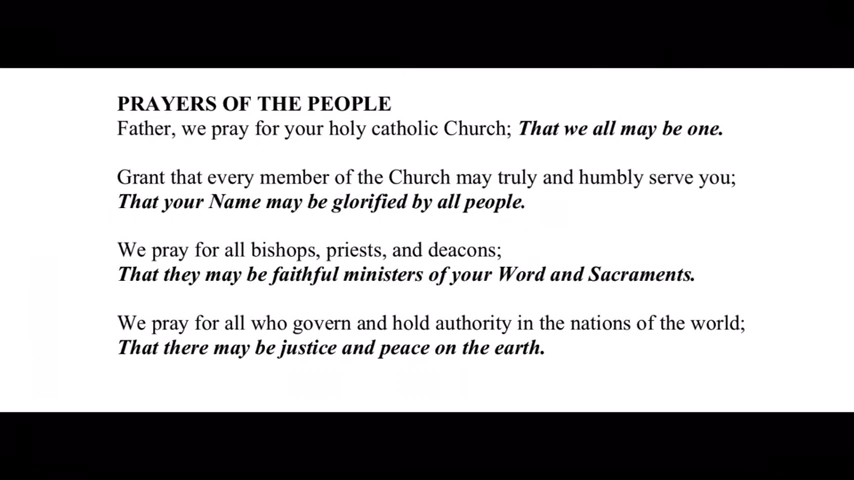 PRAYERS OF THE PEOPLE
Father, we pray for your holy catholic Church; That we all may be one.
Grant that every member of the Church may truly and humbly serve you;
That your Name may be glorified by all people.
We pray for all bishops, priests, and deacons;
That they may be faithful ministers of your Word and Sacraments.
We pray for all who govern and hold authority in the nations of the world;
That there may be justice and peace on the earth.